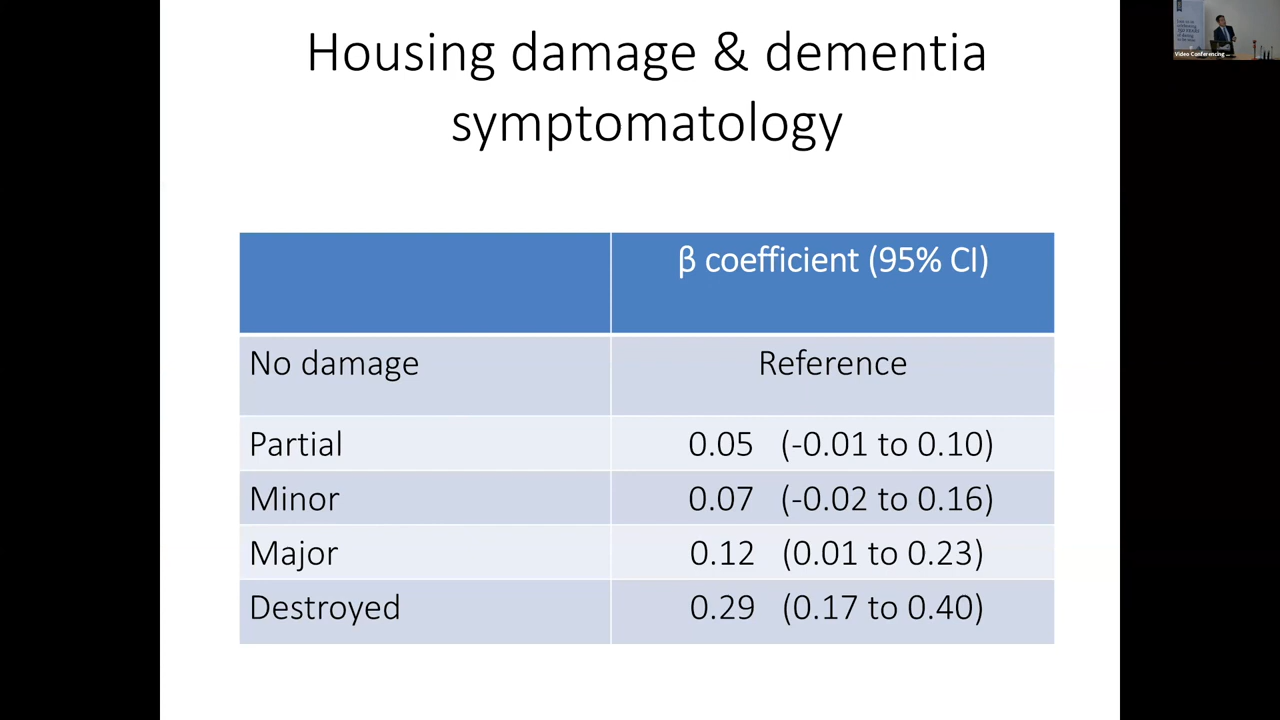 Housing damage & dementia
symptomatology
β coefficient (95% CI)
No damage Reference
Partial 0.05 (-0.01 to 0.10)
Minor 0.07 (-0.02 to 0.16)
Major 0.12 (0.01 to 0.23)
Destroyed 0.29 (0.17 to 0.40)
Video Conferencing ...